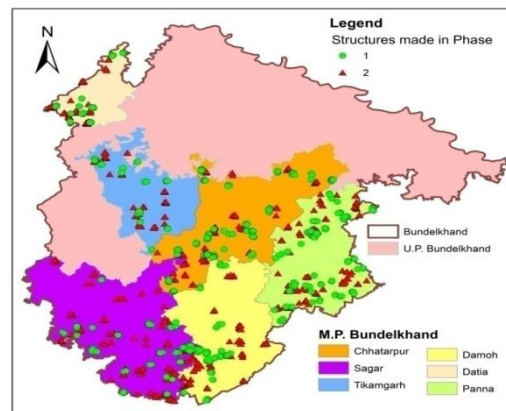 N
Legend
Structures made in Phase
1
2
Bundelkhand
U.P. Bundelkhand
M.P. Bundelkhand
Chhatarpur
Sagar
Tikamgarh
Damoh
Datia
Panna